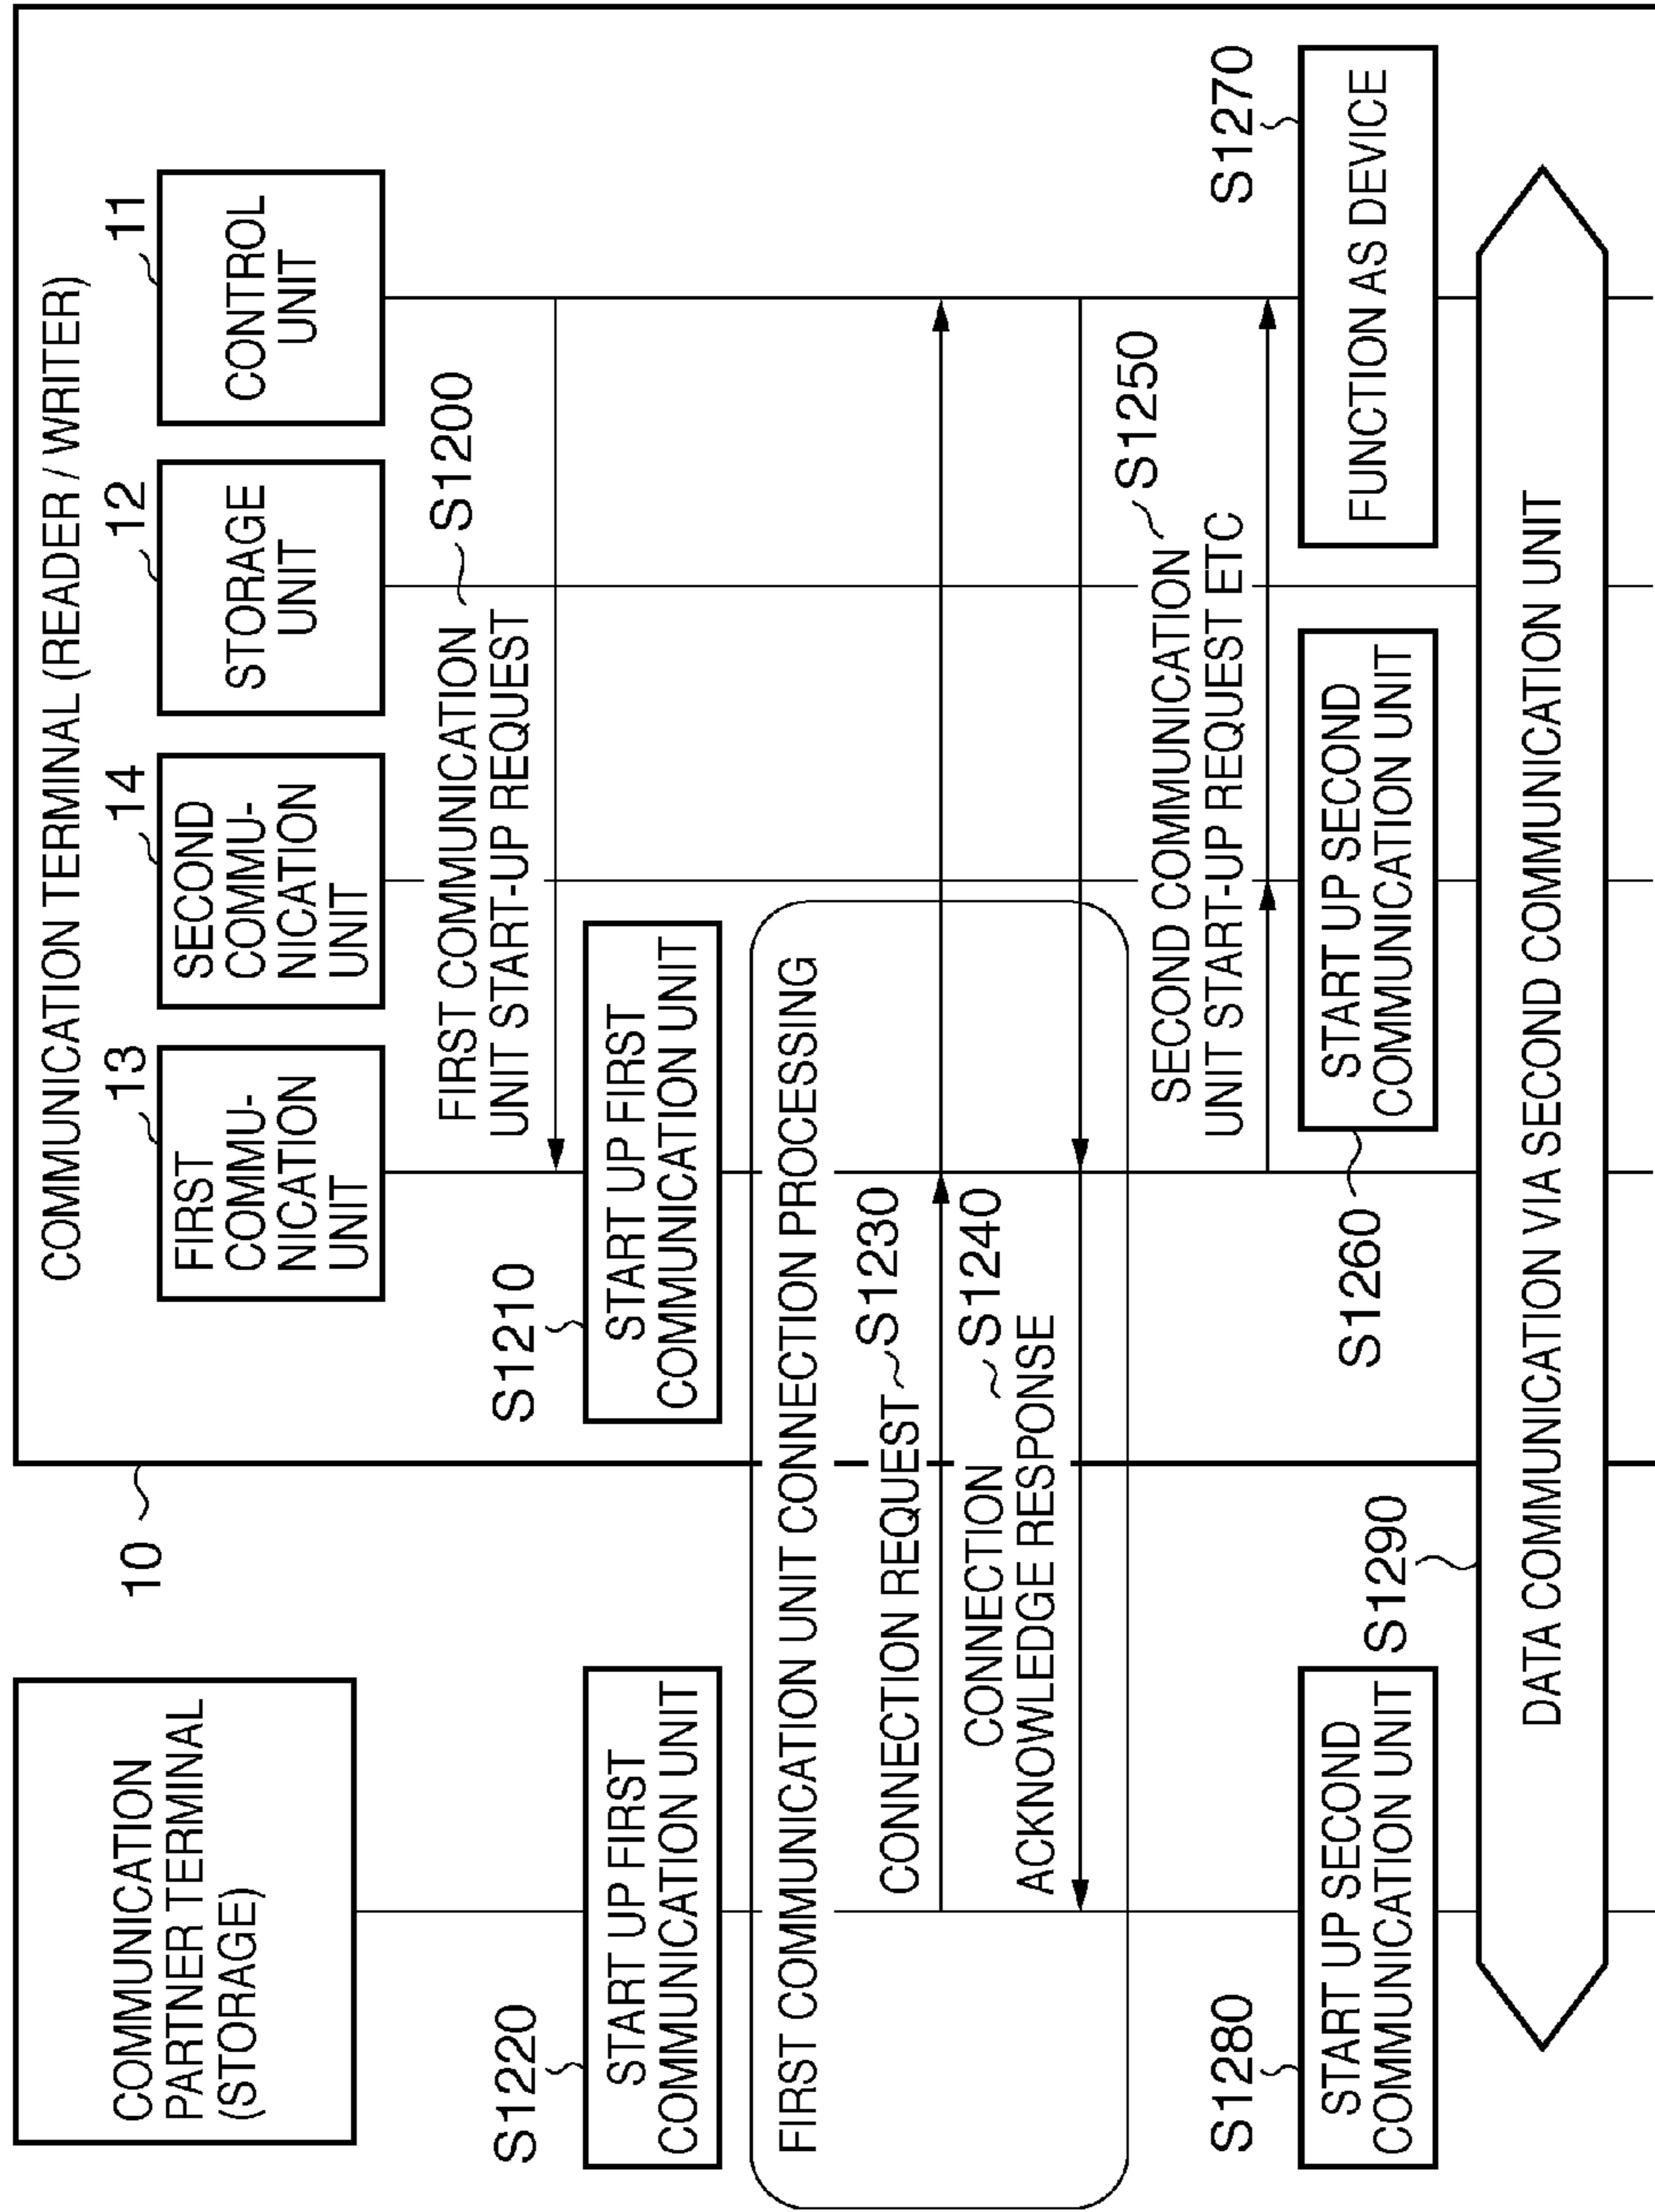 COMMUNICATION
PARTNER TERMINAL
(STORAGE)
10
COMMUNICATION TERMINAL (READER / WRITER)
13
14
12
11
FIRST
COMMU-
NICATION
UNIT
SECOND
COMMU-
NICATION
UNIT
STORAGE
UNIT
CONTROL
UNIT
FIRST COMMUNICATION
UNIT START-UP REQUEST
S1200
S1220
START UP FIRST
COMMUNICATION UNIT
S1210
START UP FIRST
COMMUNICATION UNIT
FIRST COMMUNICATION UNIT CONNECTION PROCESSING
CONNECTION REQUEST
S1230
CONNECTION
ACKNOWLEDGE RESPONSE
S1240
SECOND COMMUNICATION
UNIT START-UP REQUEST ETC
S1250
S1280
START UP SECOND
COMMUNICATION UNIT
S1260
START UP SECOND
COMMUNICATION UNIT
S1270
FUNCTION AS DEVICE
S1290
DATA COMMUNICATION VIA SECOND COMMUNICATION UNIT